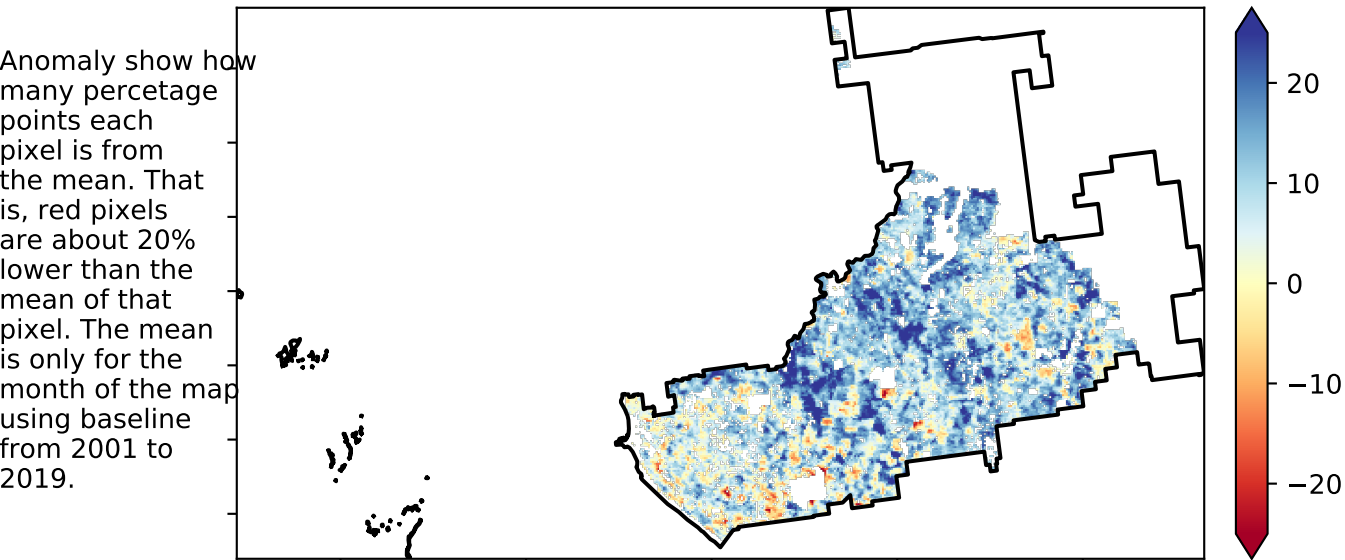 Anomaly show how
many percetage
points each
pixel is from
the mean. That
is, red pixels
are about 20%
lower than the
mean of that
pixel. The mean
is only for the
month of the map
using baseline
from 2001 to
2019.
20
10
0
−10
−20